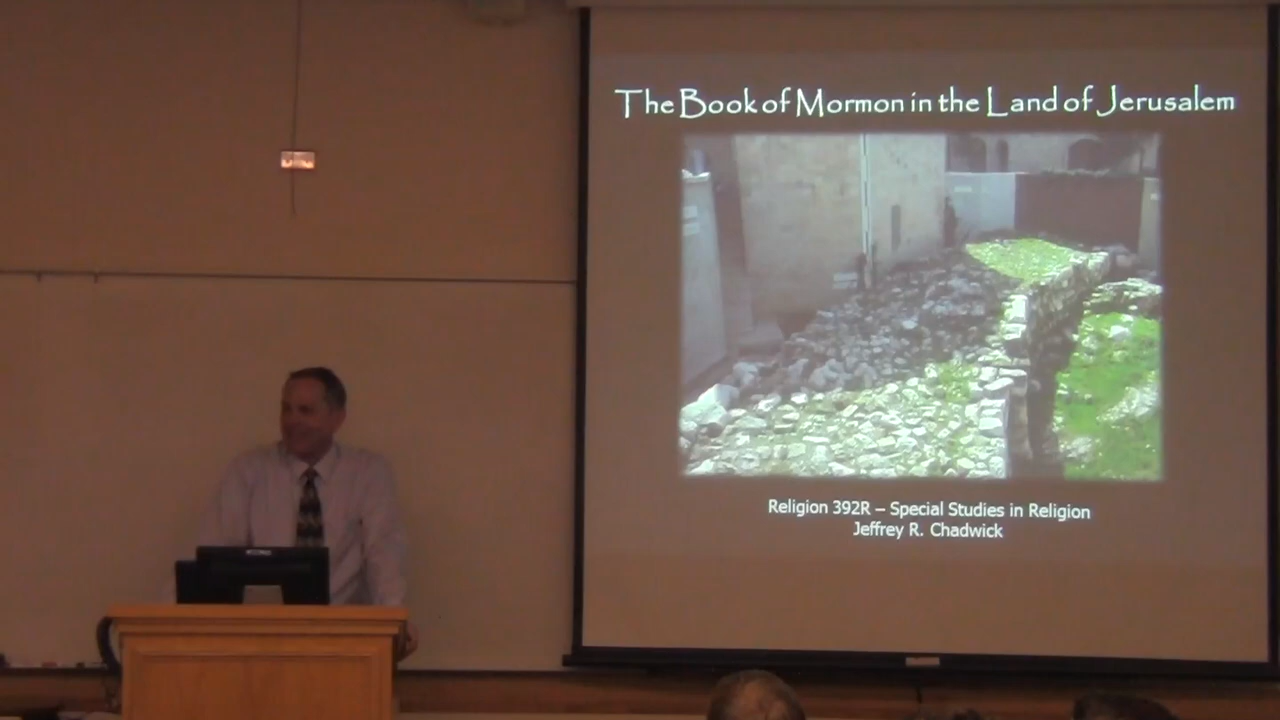 The Book of Mormon in the Land of Jerusalem
Religion 392R – Special Studies in Religion
Jeffrey R. Chadwick